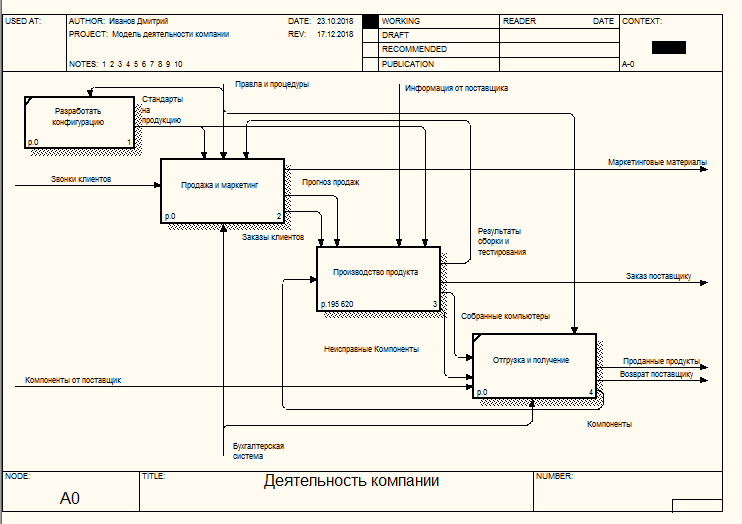 USED AT:
AUTHOR: Иванов Дмитрий
DATE: 23.10.2018
WORKING
READER
DATE
CONTEXT:
PROJECT: Модель деятельности компании
REV: 17.12.2018
DRAFT
RECOMMENDED
NOTES: 1 2 3 4 5 6 7 8 9 10
PUBLICATION
A-0
Правла и процедуры
Информация от поставщика
Стандарты
на
продукцию
Разработать
конфигурацию
р.0
1
Маркетинговые материалы
Звонки клиентов
Продажа и маркетинг
Прогноз продаж
р.0
2
Заказы клиентов
Результаты
сборки и
тестирования
Производство продукта
Заказ поставщику
р.195 620
3
Собранные компьютеры
Неисправные Компоненты
Отгрузка и получение
Проданные продукты
Возврат поставщику
Компоненты от поставщик
р.0
4
Компоненты
Бухгалтерская
система
NODE:
TITLE:
NUMBER:
A0
Деятельность компании